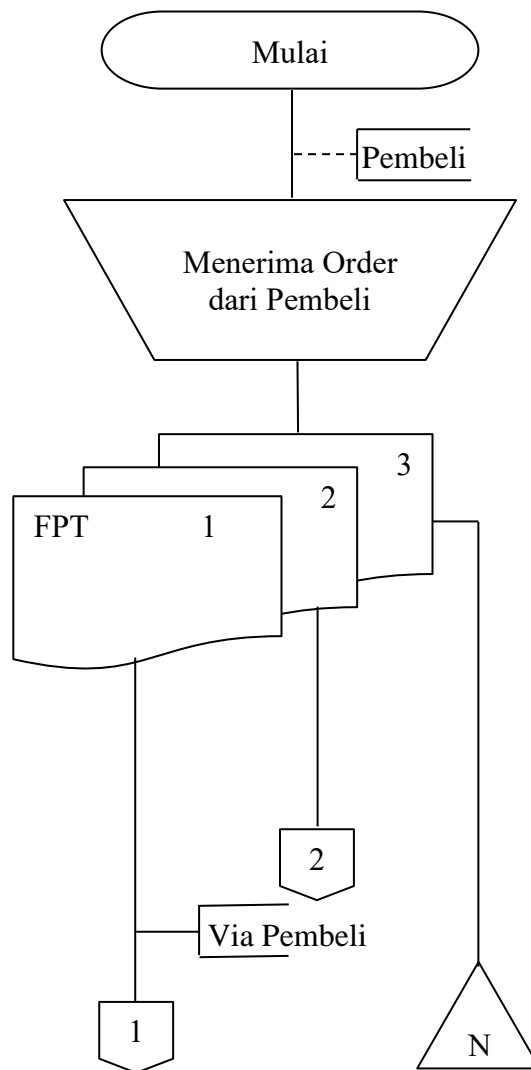 Mulai
Pembeli
Menerima Order
dari Pembeli
3
2
FPT 1
2
Via Pembeli
1
N